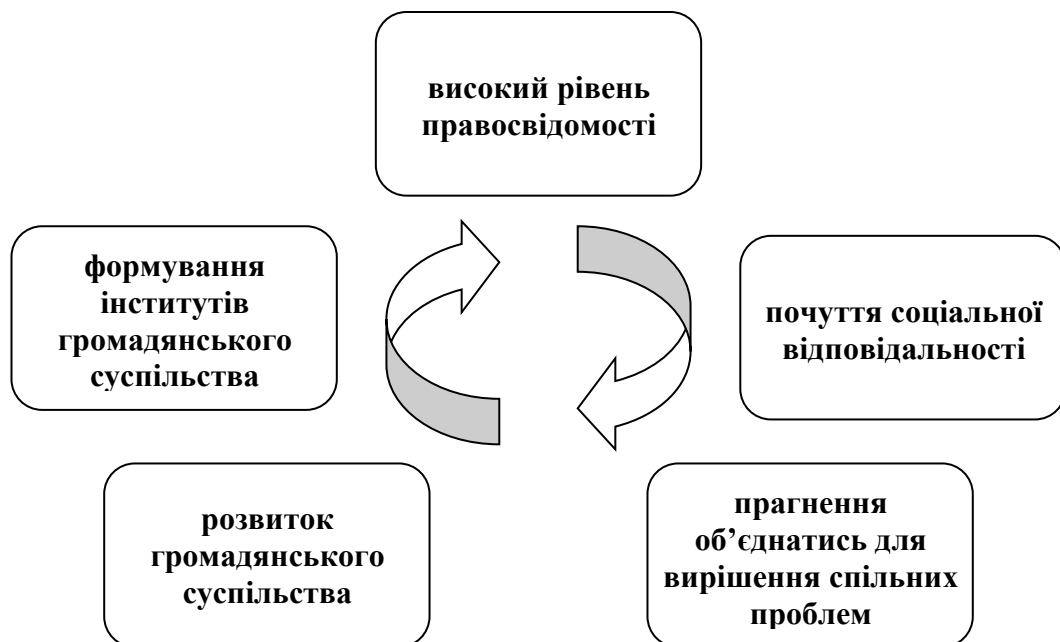 високий рівень
правосвідомості
формування
інститутів
громадянського
суспільства
почуття соціальної
відповідальності
розвиток
громадянського
суспільства
прагнення
об’єднатись для
вирішення спільних
проблем